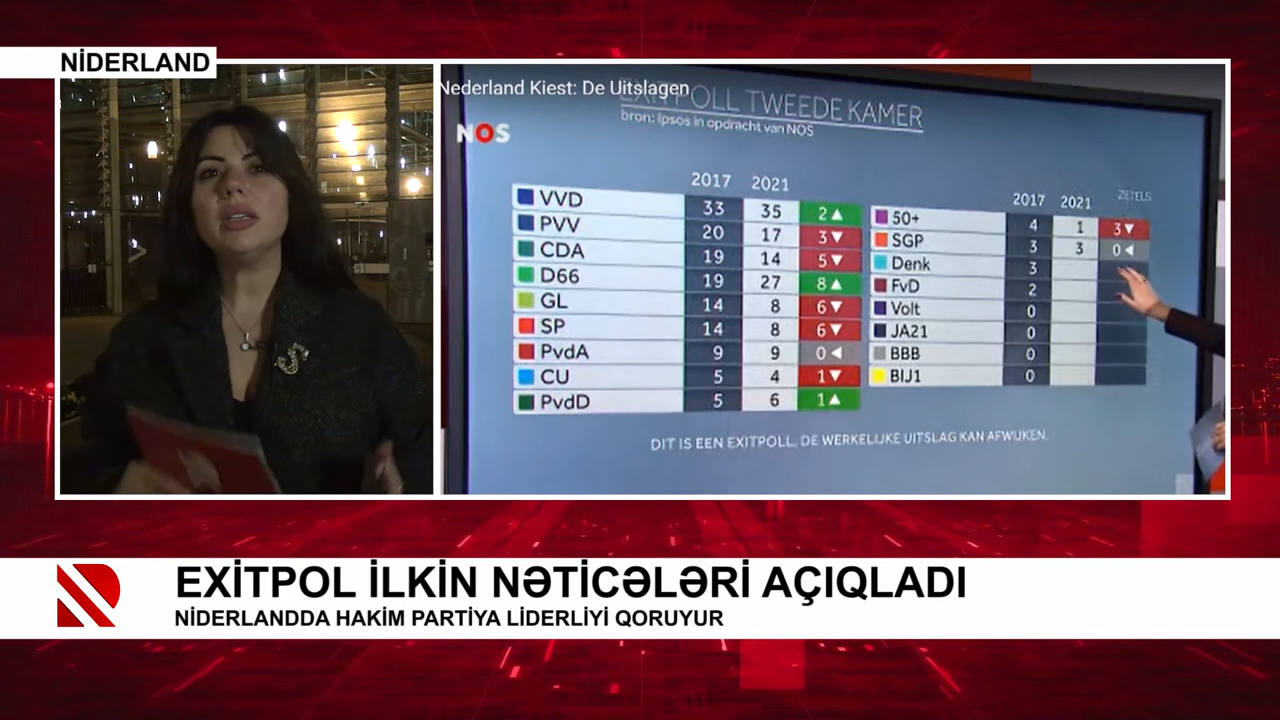 NİDERLAND
Nederland Kiest: De Uitslagen
EXITPOLL TWEEDE KAMER
bron: Ipsos in opdracht van NOS
NOS
2017 2021
VVD 33 35 2▲
PVV 20 17 3▼
CDA 19 14 5▼
D66 19 27 8▲
GL 14 8 6▼
SP 14 8 6▼
PvdA 9 9 0◀
CU 5 4 1▼
PvdD 5 6 1▲
2017 2021 ZETELS
50+ 4 1 3▼
SGP 3 3 0◀
Denk 3
FvD 2
Volt 0
JA21 0
BBB 0
BIJ1 0
DIT IS EEN EXITPOLL, DE WERKELIJKE UITSLAG KAN AFWIJKEN.
EXİTPOL İLKİN NƏTİCƏLƏRİ AÇIQLADI
NİDERLANDDA HAKİM PARTİYA LİDERLİYİ QORUYUR